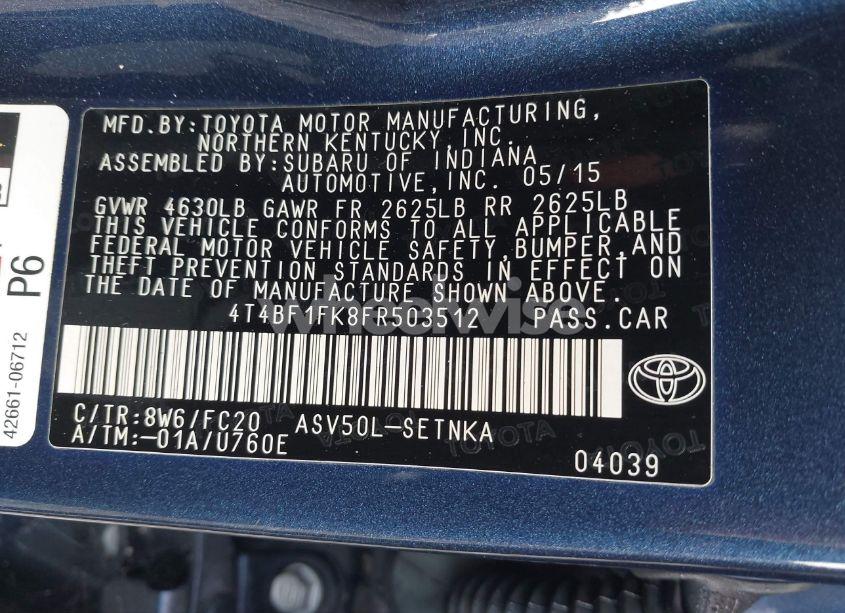 MFD.BY:TOYOTA MOTOR MANUFACTURING,
NORTHERN KENTUCKY,INC.
ASSEMBLED BY:SUBARU OF INDIANA
AUTOMOTIVE,INC. 05/15
GVWR 4630LB GAWR FR 2625LB RR 2625LB
THIS VEHICLE CONFORMS TO ALL APPLICABLE
FEDERAL MOTOR VEHICLE SAFETY,BUMPER,AND
THEFT PREVENTION STANDARDS IN EFFECT ON
THE DATE OF MANUFACTURE SHOWN ABOVE.
4T4BF1FK8FR503512 PASS.CAR
C/TR:8W6/FC20 ASV50L-SETNKA
A/TM:-01A/U760E
04039
P6
42661-06712
wheelwise
TOYOTA